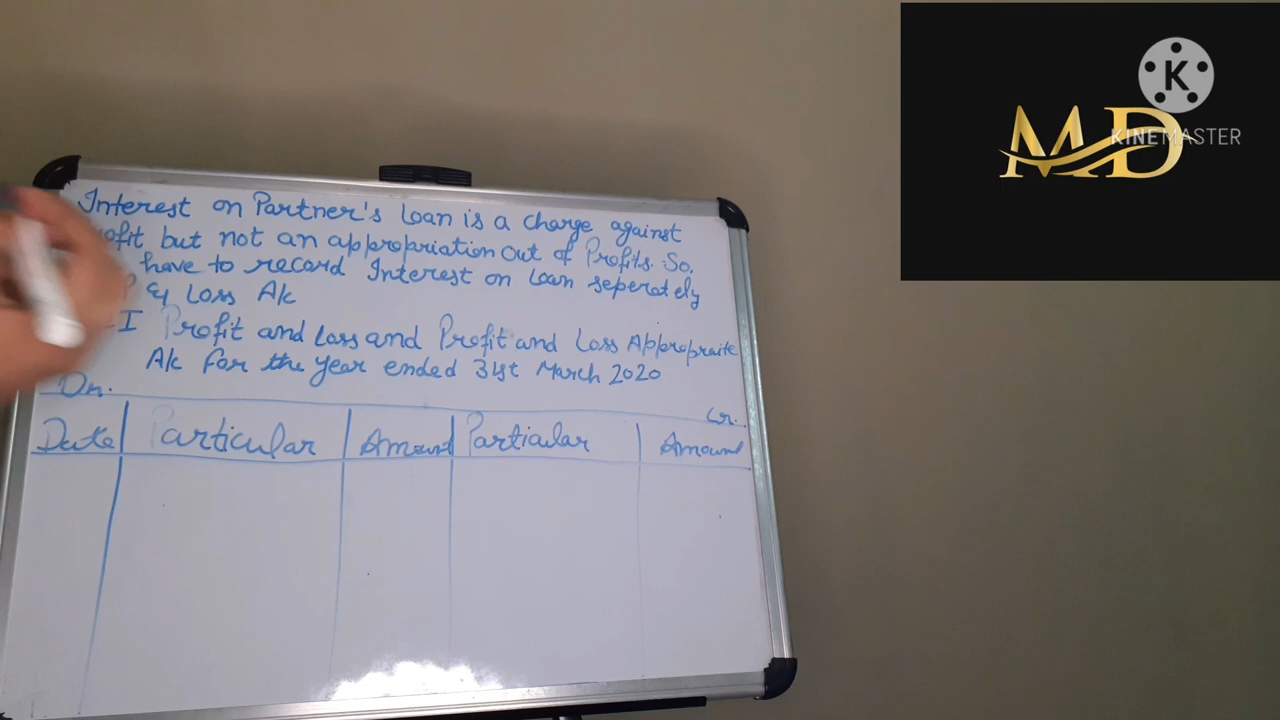 Interest on Partner's Loan is a charge against
Profit but not an appropriation out of Profits. So.
have to record Interest on Loan seperately
P & Loss A/c
I Profit and Loss and Profit and Loss Appropraite
A/c for the year ended 31st March 2020
Dr. Cr.
Date Particular Amount Particular Amount
MD
K
KINEMASTER